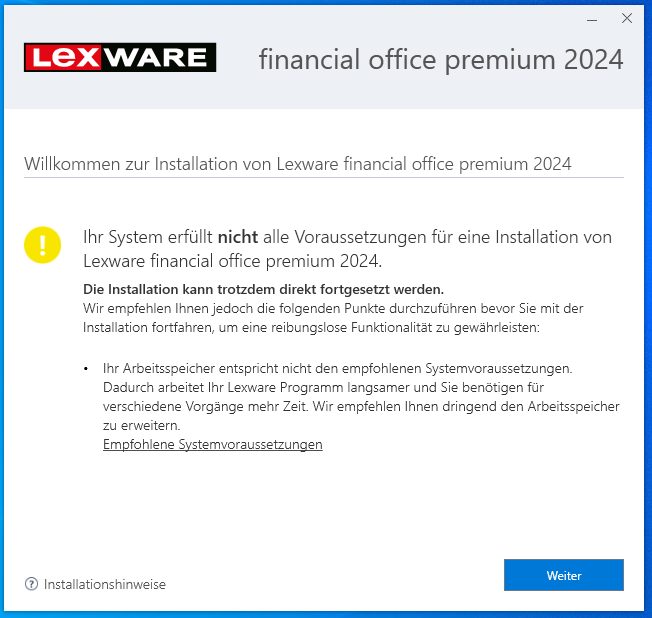 LEXWARE
financial office premium 2024
Willkommen zur Installation von Lexware financial office premium 2024
!
Ihr System erfüllt nicht alle Voraussetzungen für eine Installation von
Lexware financial office premium 2024.
Die Installation kann trotzdem direkt fortgesetzt werden.
Wir empfehlen Ihnen jedoch die folgenden Punkte durchzuführen bevor Sie mit der
Installation fortfahren, um eine reibungslose Funktionalität zu gewährleisten:
• Ihr Arbeitsspeicher entspricht nicht den empfohlenen Systemvoraussetzungen.
Dadurch arbeitet Ihr Lexware Programm langsamer und Sie benötigen für
verschiedene Vorgänge mehr Zeit. Wir empfehlen Ihnen dringend den Arbeitsspeicher
zu erweitern.
Empfohlene Systemvoraussetzungen
? Installationshinweise
Weiter